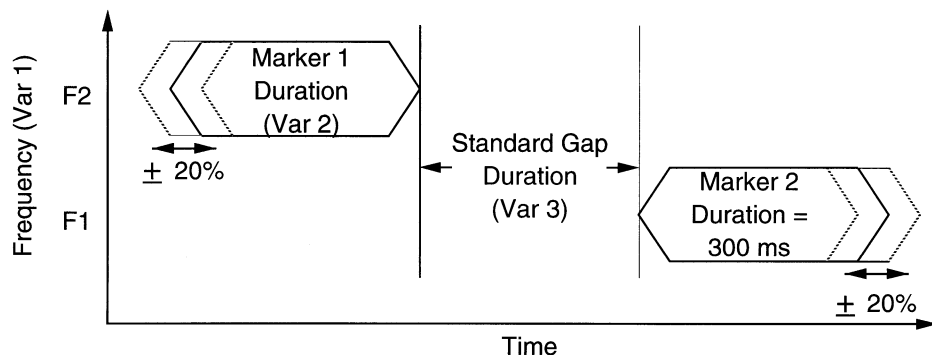 Frequency (Var 1)
F2
F1
Marker 1
Duration
(Var 2)
± 20%
Standard Gap
Duration
(Var 3)
Marker 2
Duration =
300 ms
± 20%
Time